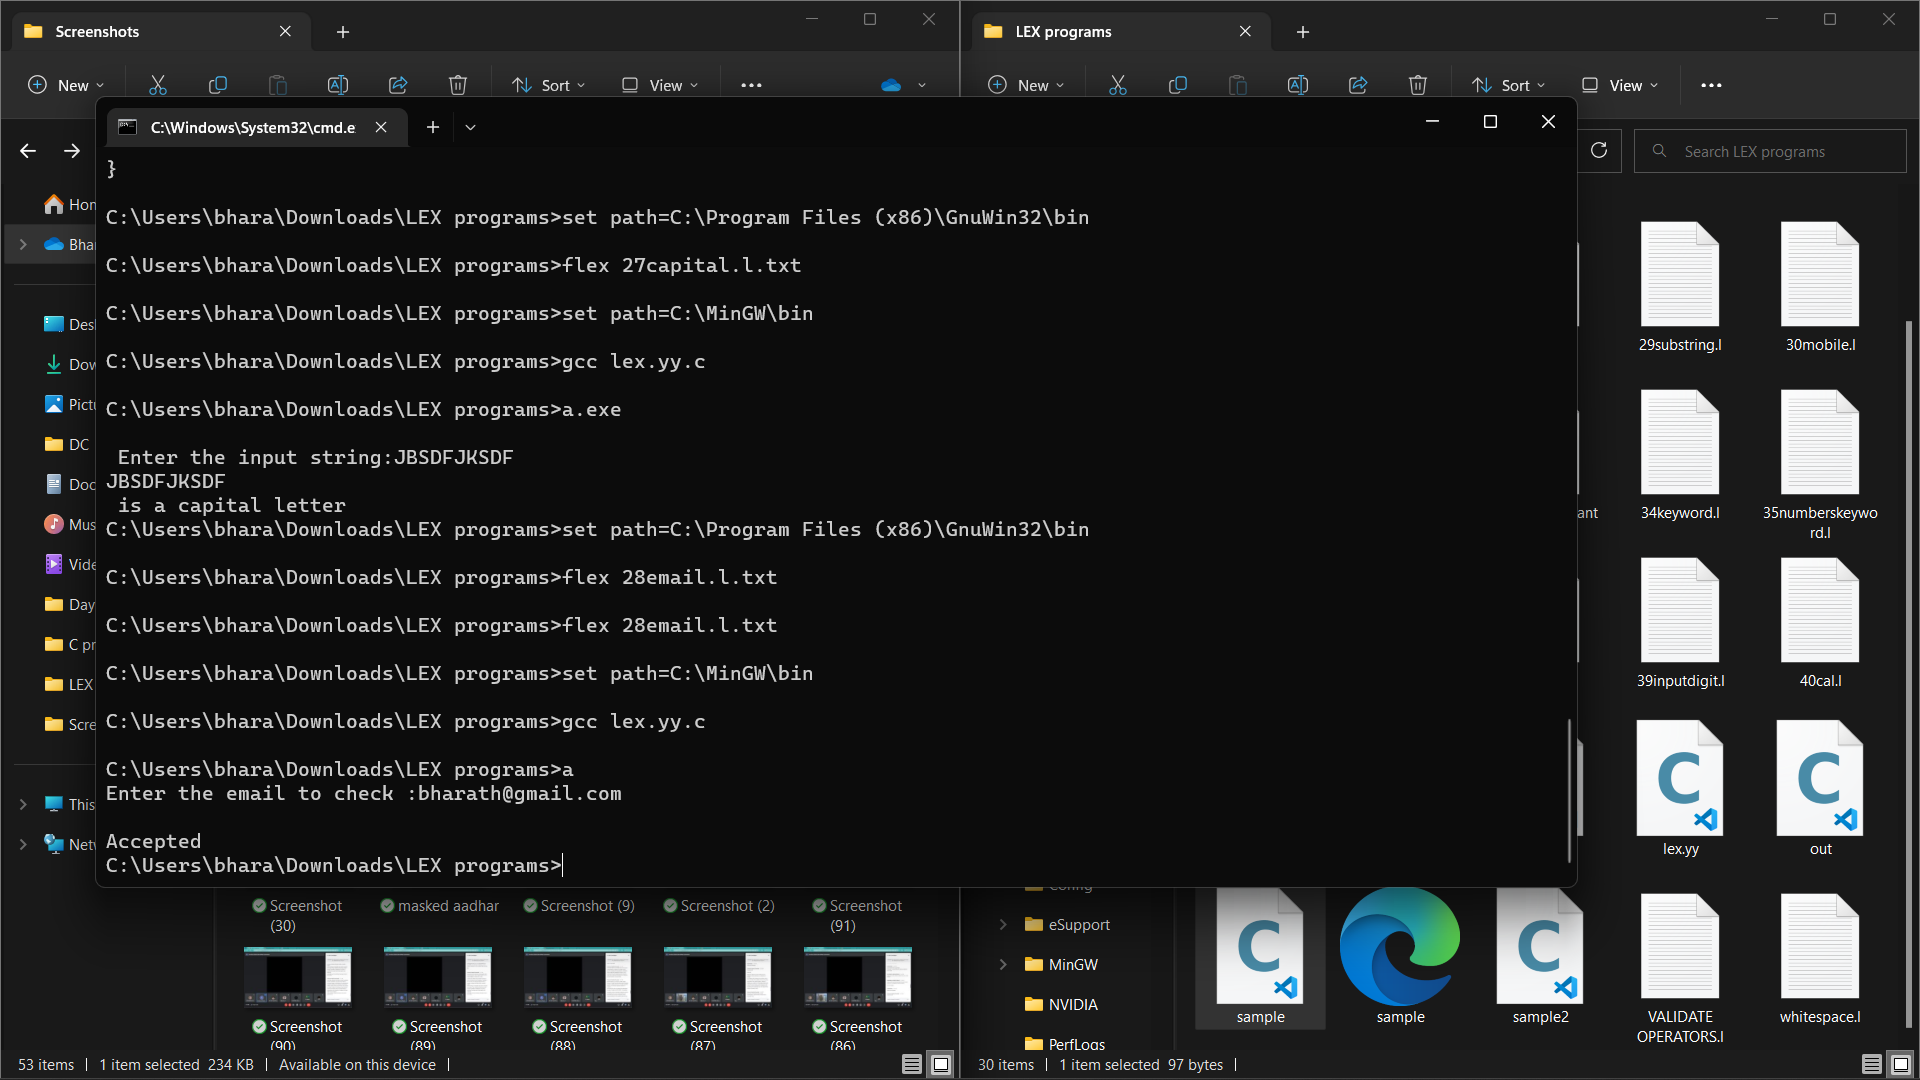 Screenshots
LEX programs
New
Sort
View
New
Sort
View
C:\Windows\System32\cmd.e
Search LEX programs
}
C:\Users\bhara\Downloads\LEX programs>set path=C:\Program Files (x86)\GnuWin32\bin
C:\Users\bhara\Downloads\LEX programs>flex 27capital.l.txt
C:\Users\bhara\Downloads\LEX programs>set path=C:\MinGW\bin
C:\Users\bhara\Downloads\LEX programs>gcc lex.yy.c
C:\Users\bhara\Downloads\LEX programs>a.exe
Enter the input string:JBSDFJKSDF
JBSDFJKSDF
is a capital letter
C:\Users\bhara\Downloads\LEX programs>set path=C:\Program Files (x86)\GnuWin32\bin
C:\Users\bhara\Downloads\LEX programs>flex 28email.l.txt
C:\Users\bhara\Downloads\LEX programs>flex 28email.l.txt
C:\Users\bhara\Downloads\LEX programs>set path=C:\MinGW\bin
C:\Users\bhara\Downloads\LEX programs>gcc lex.yy.c
C:\Users\bhara\Downloads\LEX programs>a
Enter the email to check :bharath@gmail.com
Accepted
C:\Users\bhara\Downloads\LEX programs>
Hom
Bhar
Desk
Dow
Pictu
DC
Doc
Mus
Vide
Day
C pr
LEX
Scre
This
Netw
29substring.l
30mobile.l
ant
34keyword.l
35numberskeywo
rd.l
39inputdigit.l
40cal.l
lex.yy
out
Config
eSupport
MinGW
NVIDIA
PerfLogs
sample
sample
sample2
VALIDATE
OPERATORS.l
whitespace.l
Screenshot
(30)
masked aadhar
Screenshot (9)
Screenshot (2)
Screenshot
(91)
Screenshot
(90)
Screenshot
(89)
Screenshot
(88)
Screenshot
(87)
Screenshot
(86)
53 items
1 item selected 234 KB
Available on this device
30 items
1 item selected 97 bytes